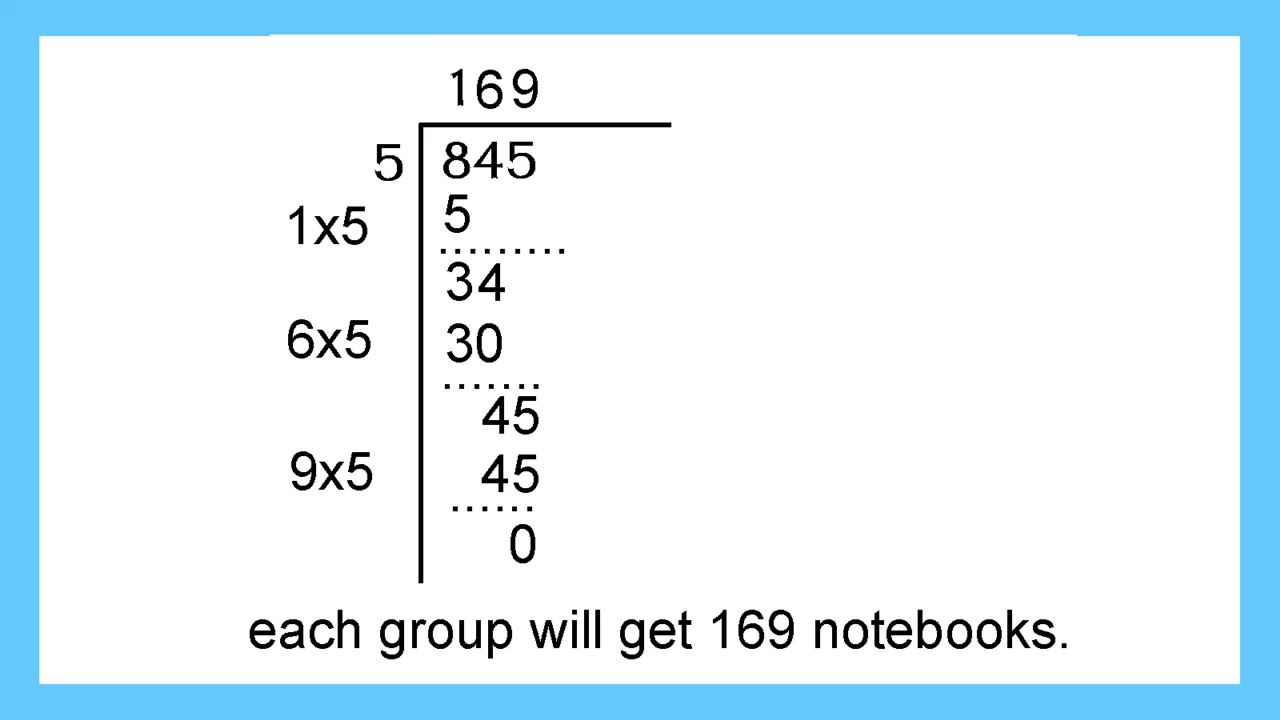 169
5 845
1x5 5
34
6x5 30
45
9x5 45
0
each group will get 169 notebooks.